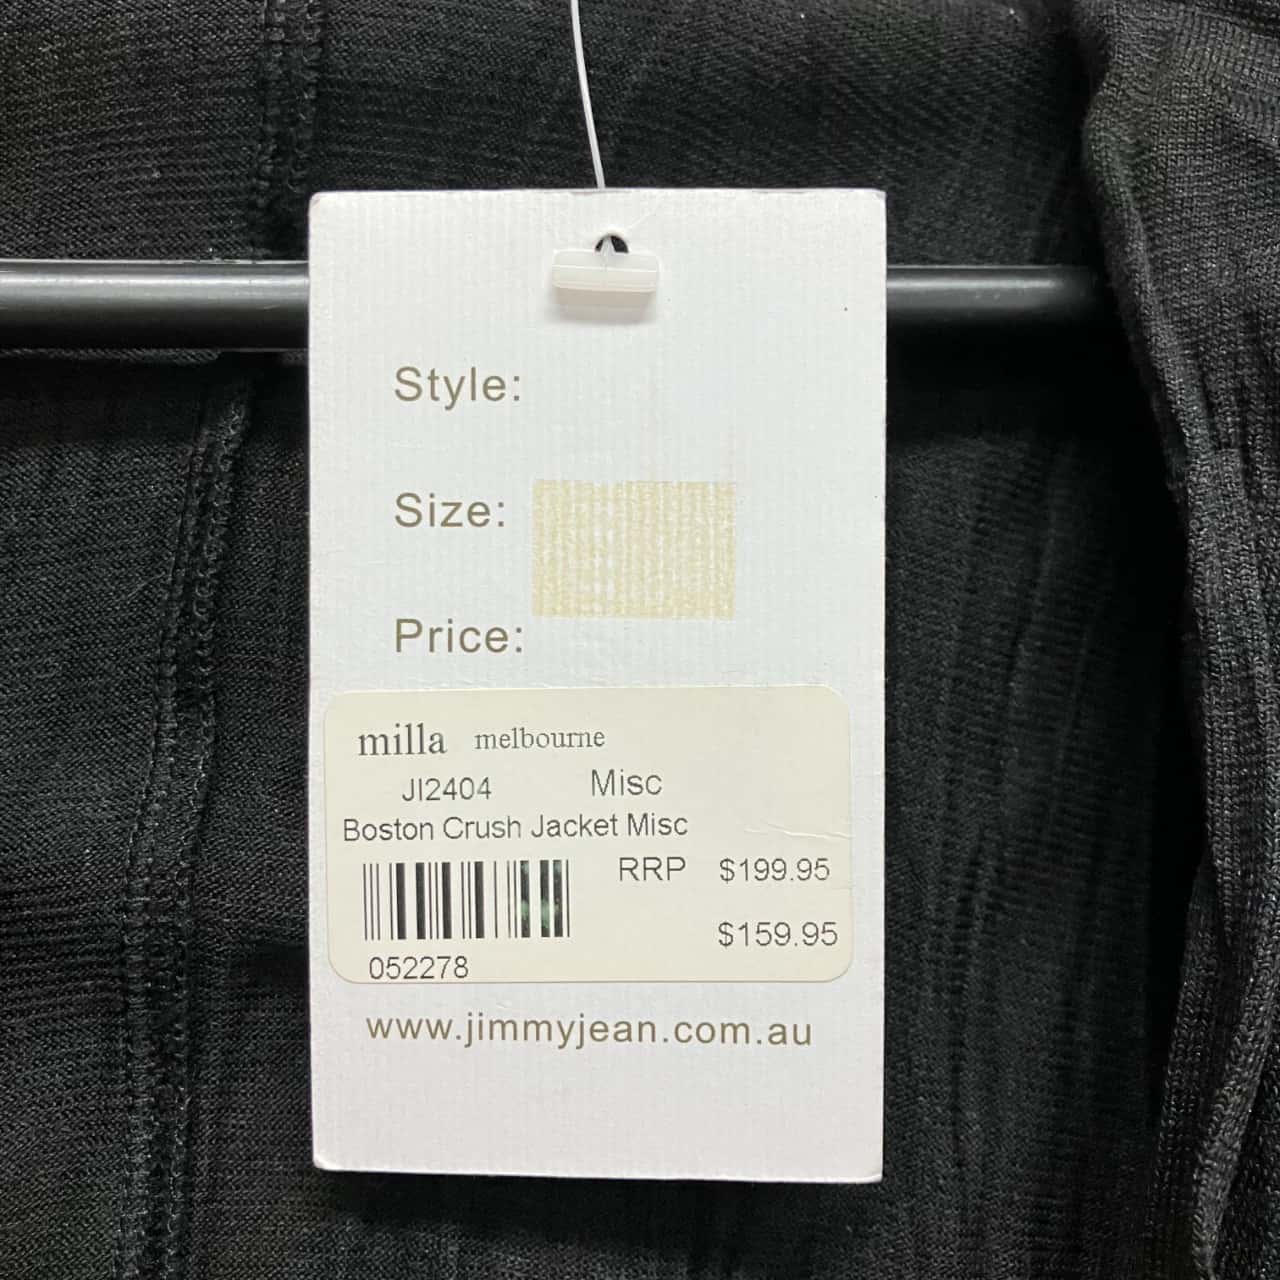 Style:
Size:
Price:
milla melbourne
JI2404 Misc
Boston Crush Jacket Misc
RRP $199.95
$159.95
052278
www.jimmyjean.com.au